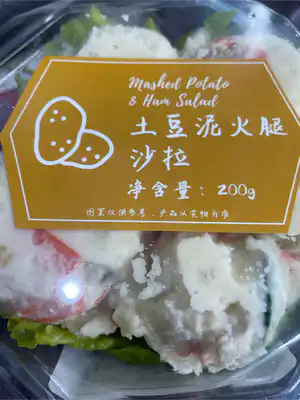 Mashed Potato
& Ham Salad
土豆泥火腿
沙拉
净含量：200g
图案仅供参考，产品以实物为准